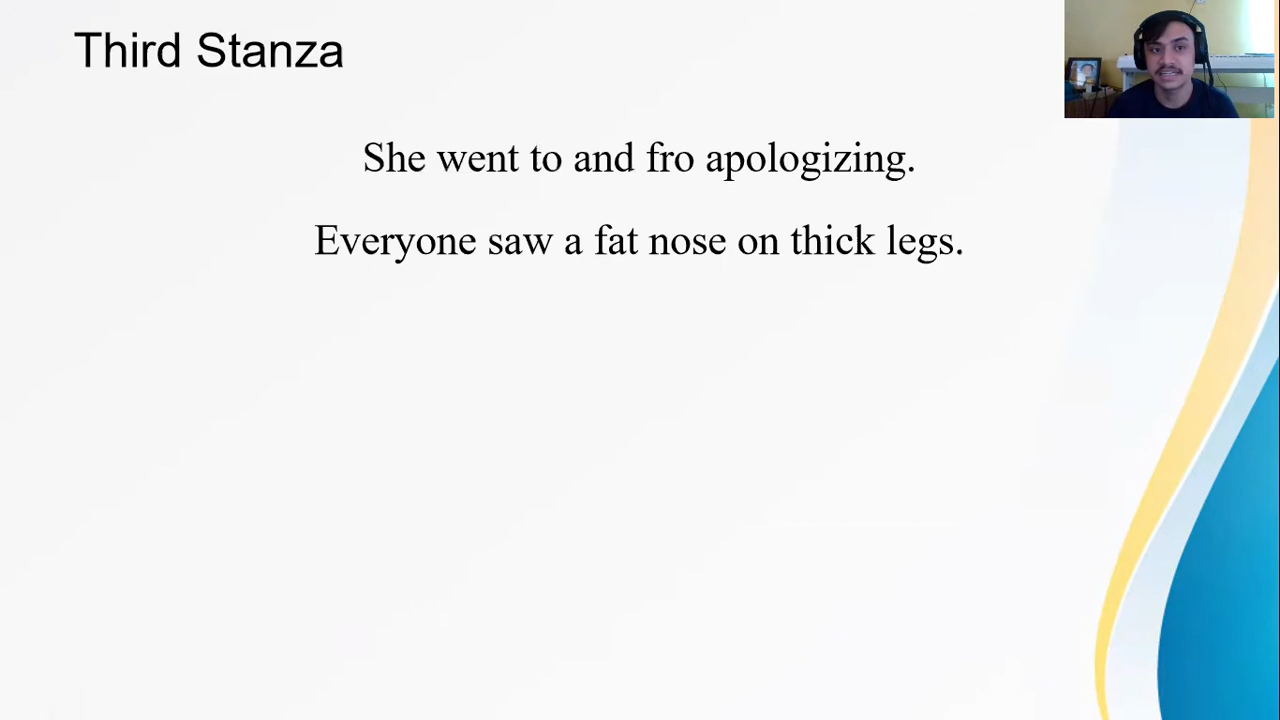 Third Stanza
She went to and fro apologizing.
Everyone saw a fat nose on thick legs.